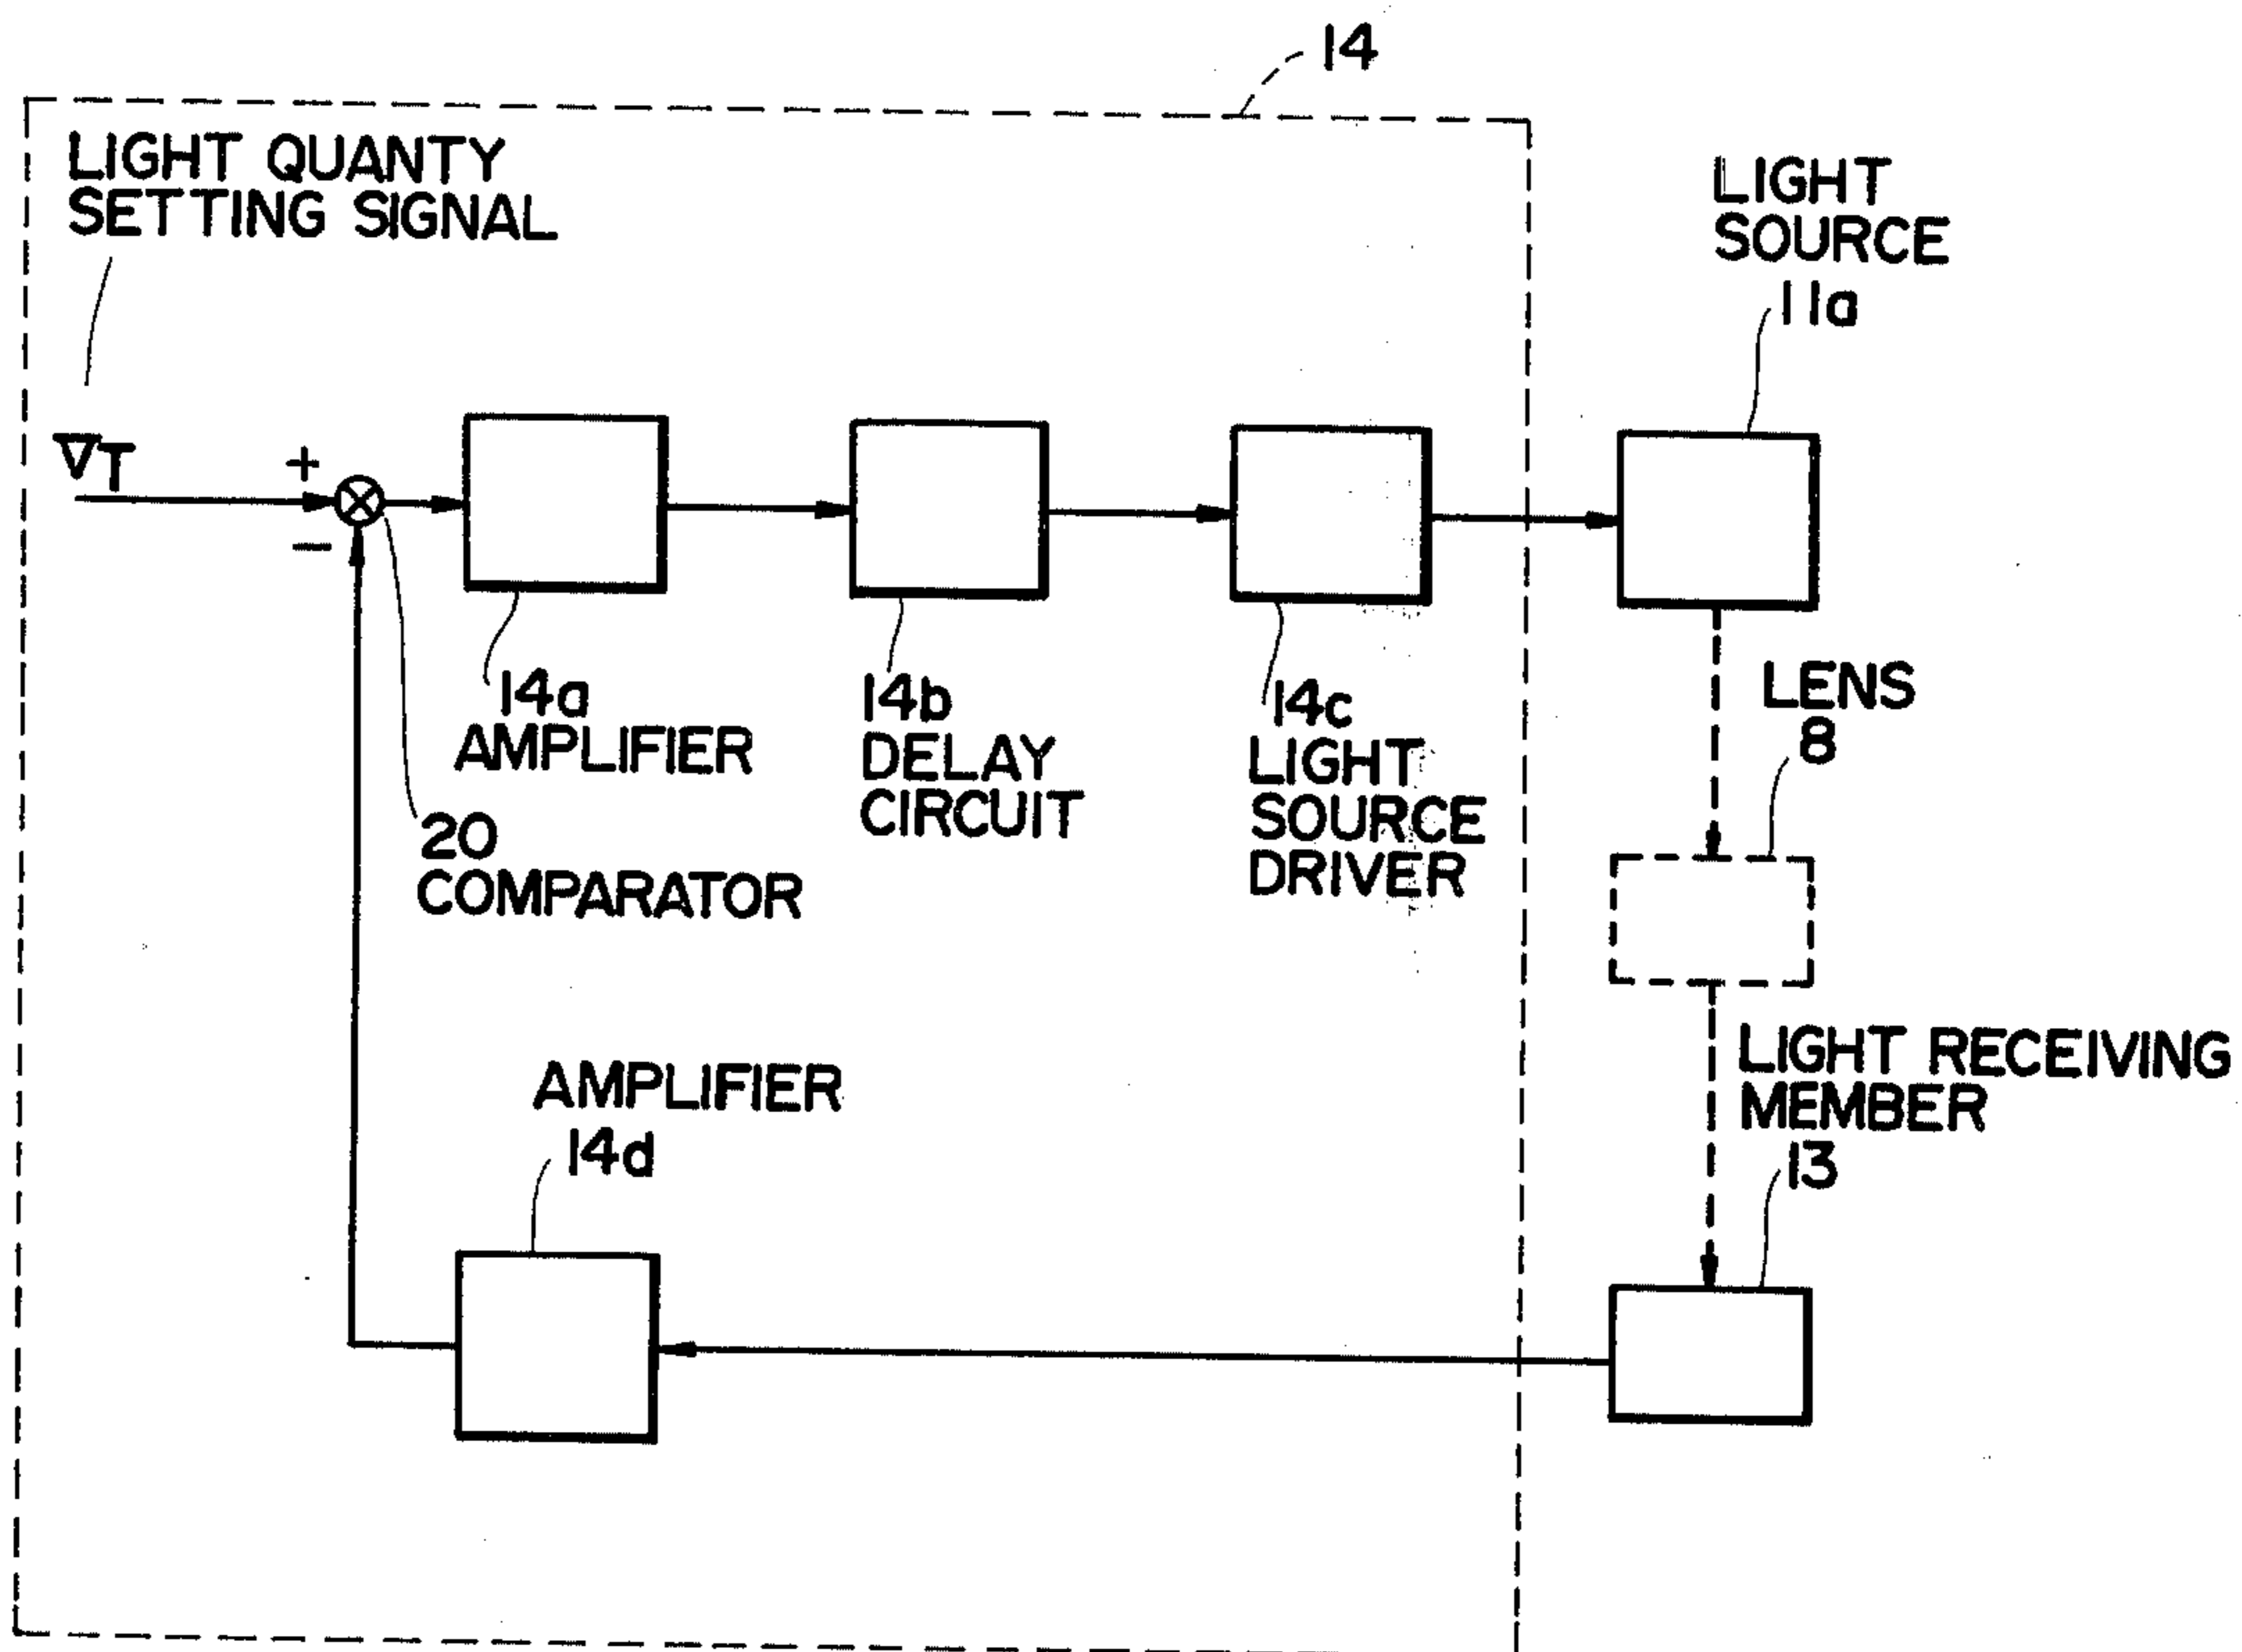 14
LIGHT QUANTY
SETTING SIGNAL
LIGHT
SOURCE
11a
VT
+
−
14a
AMPLIFIER
14b
DELAY
CIRCUIT
14c
LIGHT
SOURCE
DRIVER
LENS
8
20
COMPARATOR
LIGHT RECEIVING
MEMBER
13
AMPLIFIER
14d